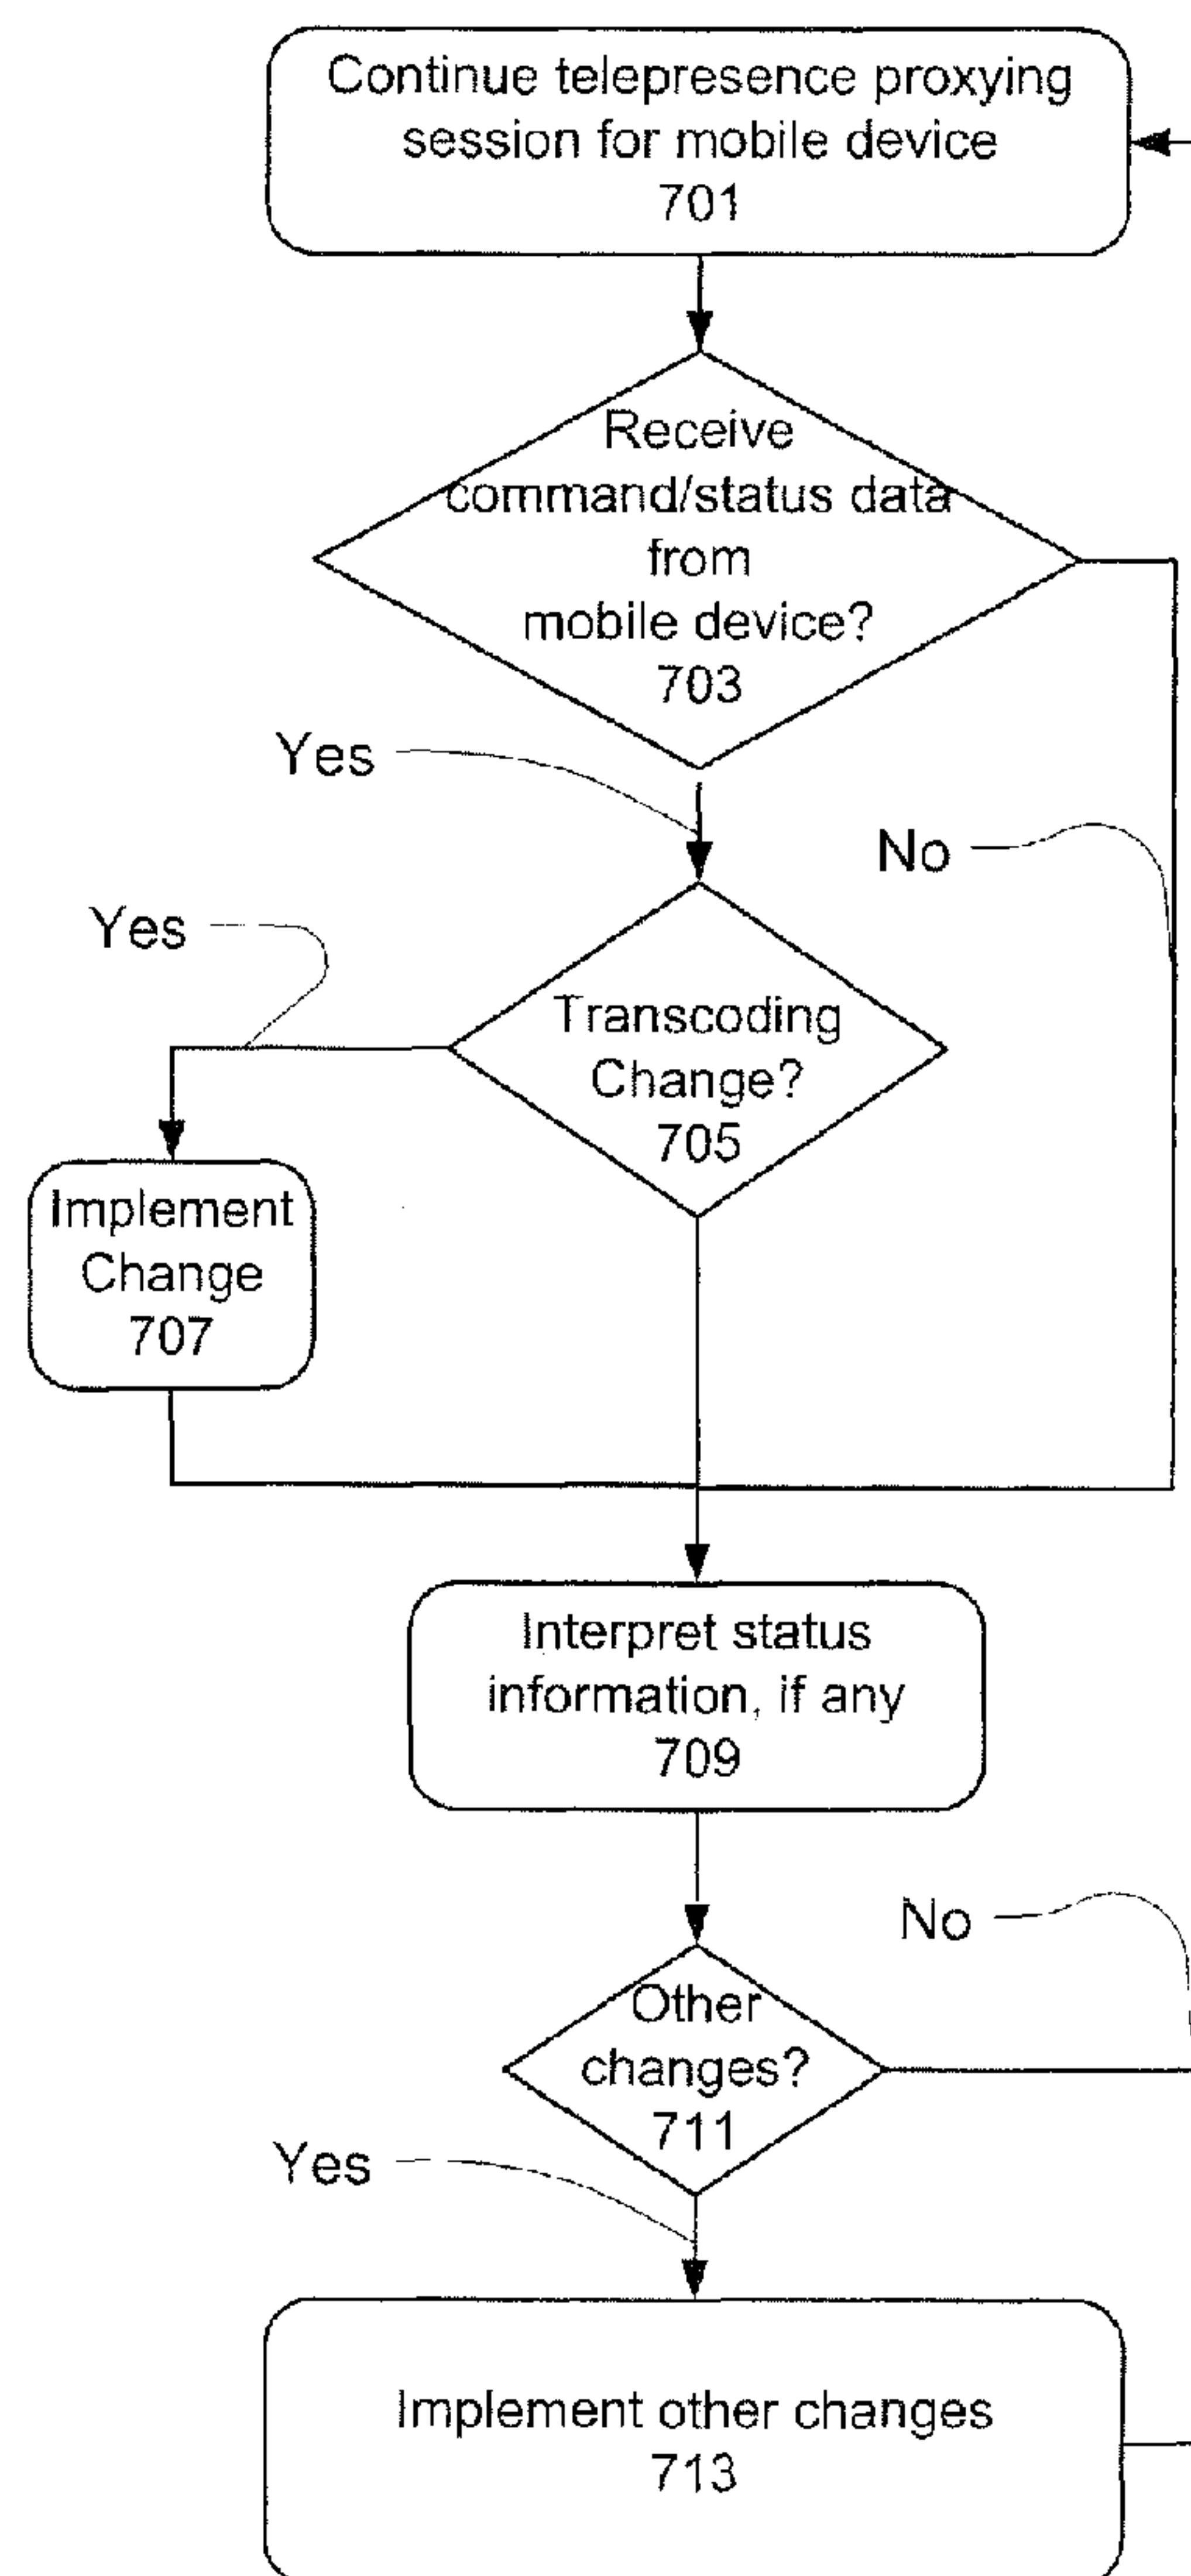 Continue telepresence proxying
session for mobile device
701
Receive
command/status data
from
mobile device?
703
Yes
No
Yes
Transcoding
Change?
705
Implement
Change
707
Interpret status
information, if any
709
No
Other
changes?
711
Yes
Implement other changes
713